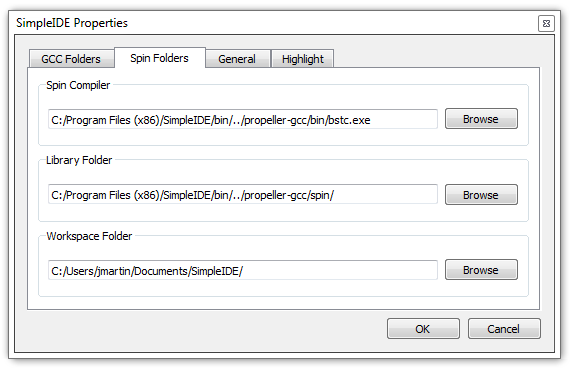 SimpleIDE Properties
GCC Folders Spin Folders General Highlight
Spin Compiler
C:/Program Files (x86)/SimpleIDE/bin/../propeller-gcc/bin/bstc.exe Browse
Library Folder
C:/Program Files (x86)/SimpleIDE/bin/../propeller-gcc/spin/ Browse
Workspace Folder
C:/Users/jmartin/Documents/SimpleIDE/ Browse
OK Cancel